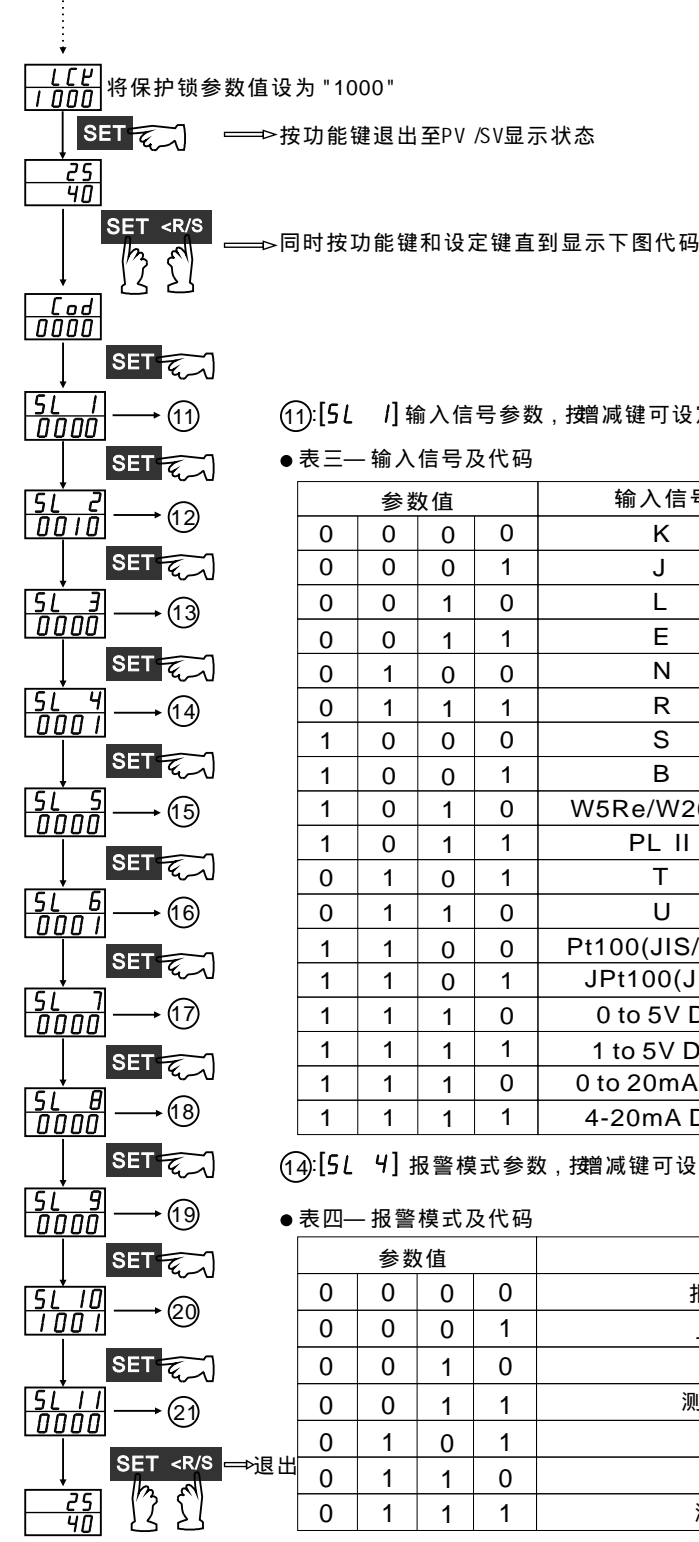 LCK
1000 将保护锁参数值设为 "1000"
SET 按功能键退出至PV /SV显示状态
25
40
SET <R/S 同时按功能键和设定键直到显示下图代码
Cod
0000
SET
SL 1
0000 11
SET
SL 2
0010 12
SET
SL 3
0000 13
SET
SL 4
0001 14
SET
SL 5
0000 15
SET
SL 6
0001 16
SET
SL 7
0000 17
SET
SL 8
0000 18
SET
SL 9
0000 19
SET
SL 10
1001 20
SET
SL 11
0000 21
SET <R/S 退出
25
40
11:[SL 1] 输入信号参数 , 按增减键可设
●表三— 输入信号及代码
参数值 输入信号
0 0 0 0 K
0 0 0 1 J
0 0 1 0 L
0 0 1 1 E
0 1 0 0 N
0 1 1 1 R
1 0 0 0 S
1 0 0 1 B
1 0 1 0 W5Re/W2
1 0 1 1 PL II
0 1 0 1 T
0 1 1 0 U
1 1 0 0 Pt100(JIS/
1 1 0 1 JPt100(J
1 1 1 0 0 to 5V D
1 1 1 1 1 to 5V D
1 1 1 0 0 to 20mA
1 1 1 1 4-20mA D
14:[SL 4] 报警模式参数 , 按增减键可设
●表四— 报警模式及代码
参数值
0 0 0 0
0 0 0 1
0 0 1 0
0 0 1 1 测
0 1 0 1
0 1 1 0
0 1 1 1